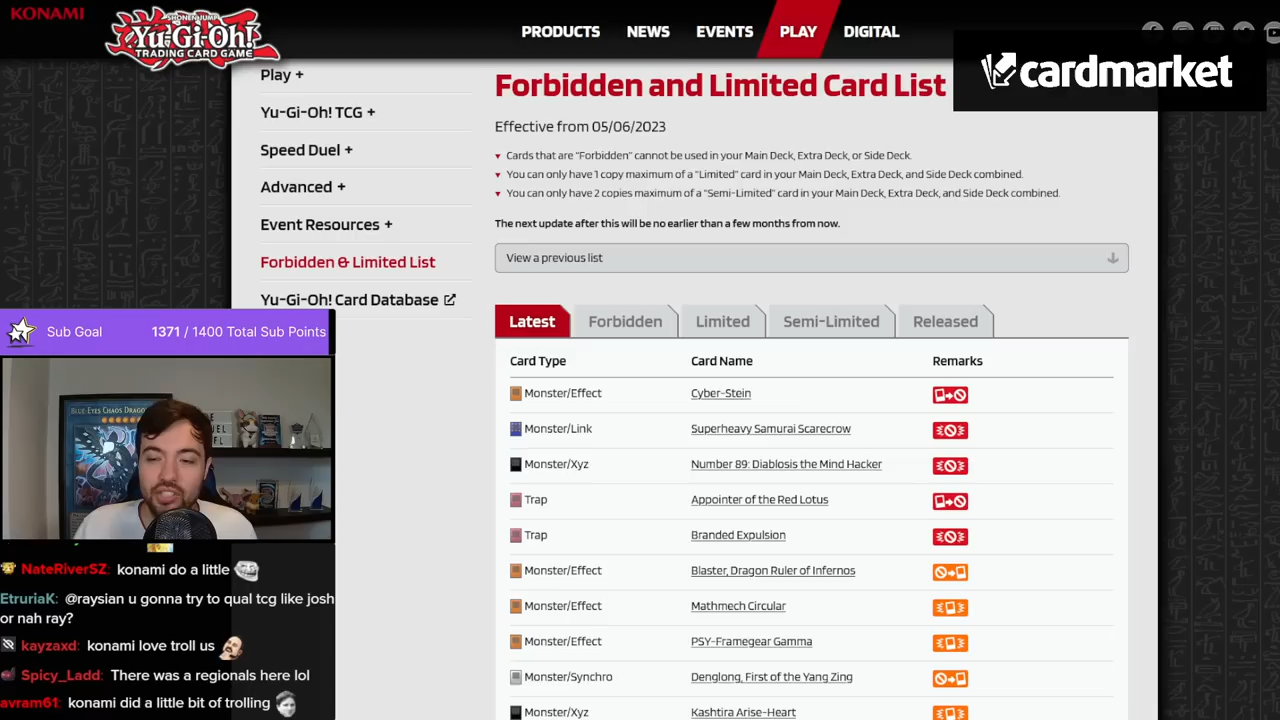 KONAMI
SHONEN JUMP
Yu-Gi-Oh!
TRADING CARD GAME
PRODUCTS
NEWS
EVENTS
PLAY
DIGITAL
cardmarket
Play +
Yu-Gi-Oh! TCG +
Speed Duel +
Advanced +
Event Resources +
Forbidden & Limited List
Yu-Gi-Oh! Card Database
Forbidden and Limited Card List
Effective from 05/06/2023
Cards that are "Forbidden" cannot be used in your Main Deck, Extra Deck, or Side Deck.
You can only have 1 copy maximum of a "Limited" card in your Main Deck, Extra Deck, and Side Deck combined.
You can only have 2 copies maximum of a "Semi-Limited" card in your Main Deck, Extra Deck, and Side Deck combined.
The next update after this will be no earlier than a few months from now.
View a previous list
Latest
Forbidden
Limited
Semi-Limited
Released
Card Type Card Name Remarks
Monster/Effect Cyber-Stein
Monster/Link Superheavy Samurai Scarecrow
Monster/Xyz Number 89: Diablosis the Mind Hacker
Trap Appointer of the Red Lotus
Trap Branded Expulsion
Monster/Effect Blaster, Dragon Ruler of Infernos
Monster/Effect Mathmech Circular
Monster/Effect PSY-Framegear Gamma
Monster/Synchro Denglong, First of the Yang Zing
Monster/Xyz Kashtira Arise-Heart
Sub Goal 1371 / 1400 Total Sub Points
BLUE-EYES CHAOS DRAGON
NateRiverSZ: konami do a little
EtruriaK: @raysian u gonna try to qual tcg like josh
or nah ray?
kayzaxd: konami love troll us
Spicy_Ladd: There was a regionals here lol
avram61: konami did a little bit of trolling